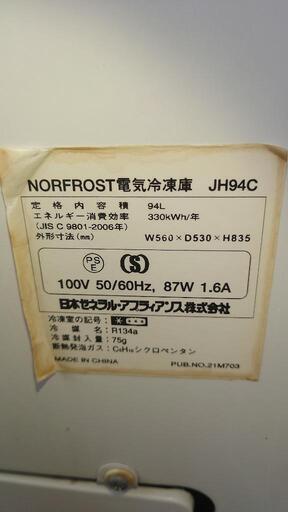 NORFROST電気冷凍庫 JH94C
定格内容積 94L
エネルギー消費効率 330kWh/年
(JIS C 9801-2006年)
外形寸法(mm) W560×D530×H835
PSE
100V 50/60Hz, 87W 1.6A
日本ゼネラル・アプライアンス株式会社
冷凍室の記号:
冷媒名: R134a
冷媒封入量: 75g
断熱発泡ガス: C₅H₁₀シクロペンタン
MADE IN CHINA PUB.NO.21M703